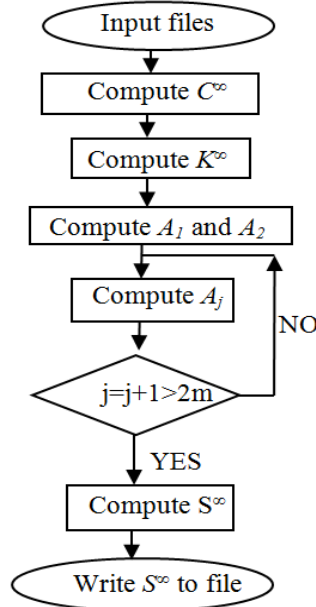 Input files
Compute C∞
Compute K∞
Compute A₁ and A₂
Compute Aⱼ
NO
j=j+1>2m
YES
Compute S∞
Write S∞ to file